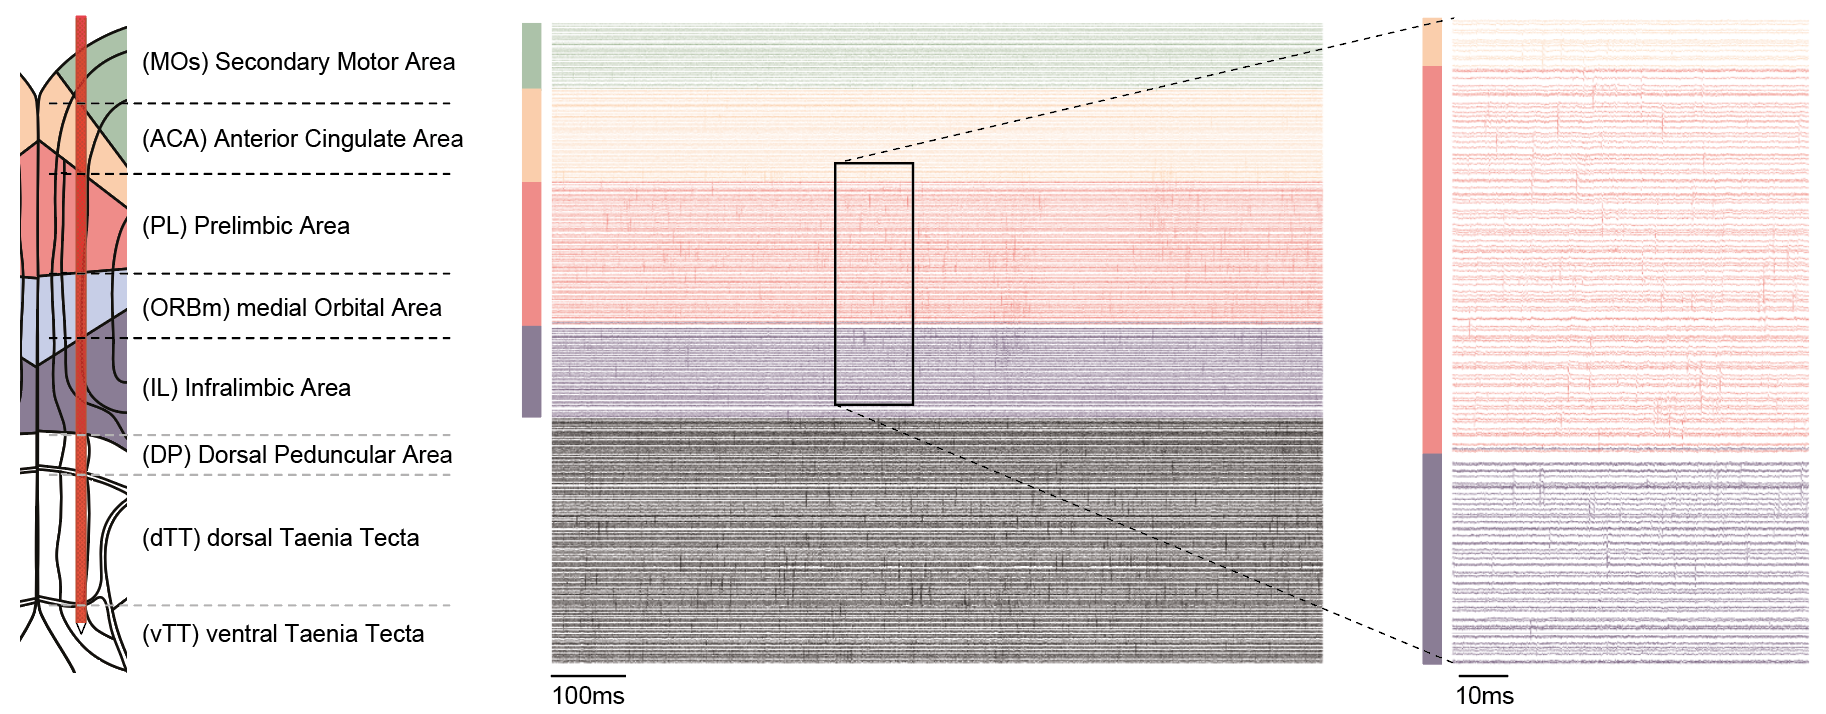 (MOs) Secondary Motor Area
(ACA) Anterior Cingulate Area
(PL) Prelimbic Area
(ORBm) medial Orbital Area
(IL) Infralimbic Area
(DP) Dorsal Peduncular Area
(dTT) dorsal Taenia Tecta
(vTT) ventral Taenia Tecta
100ms
10ms